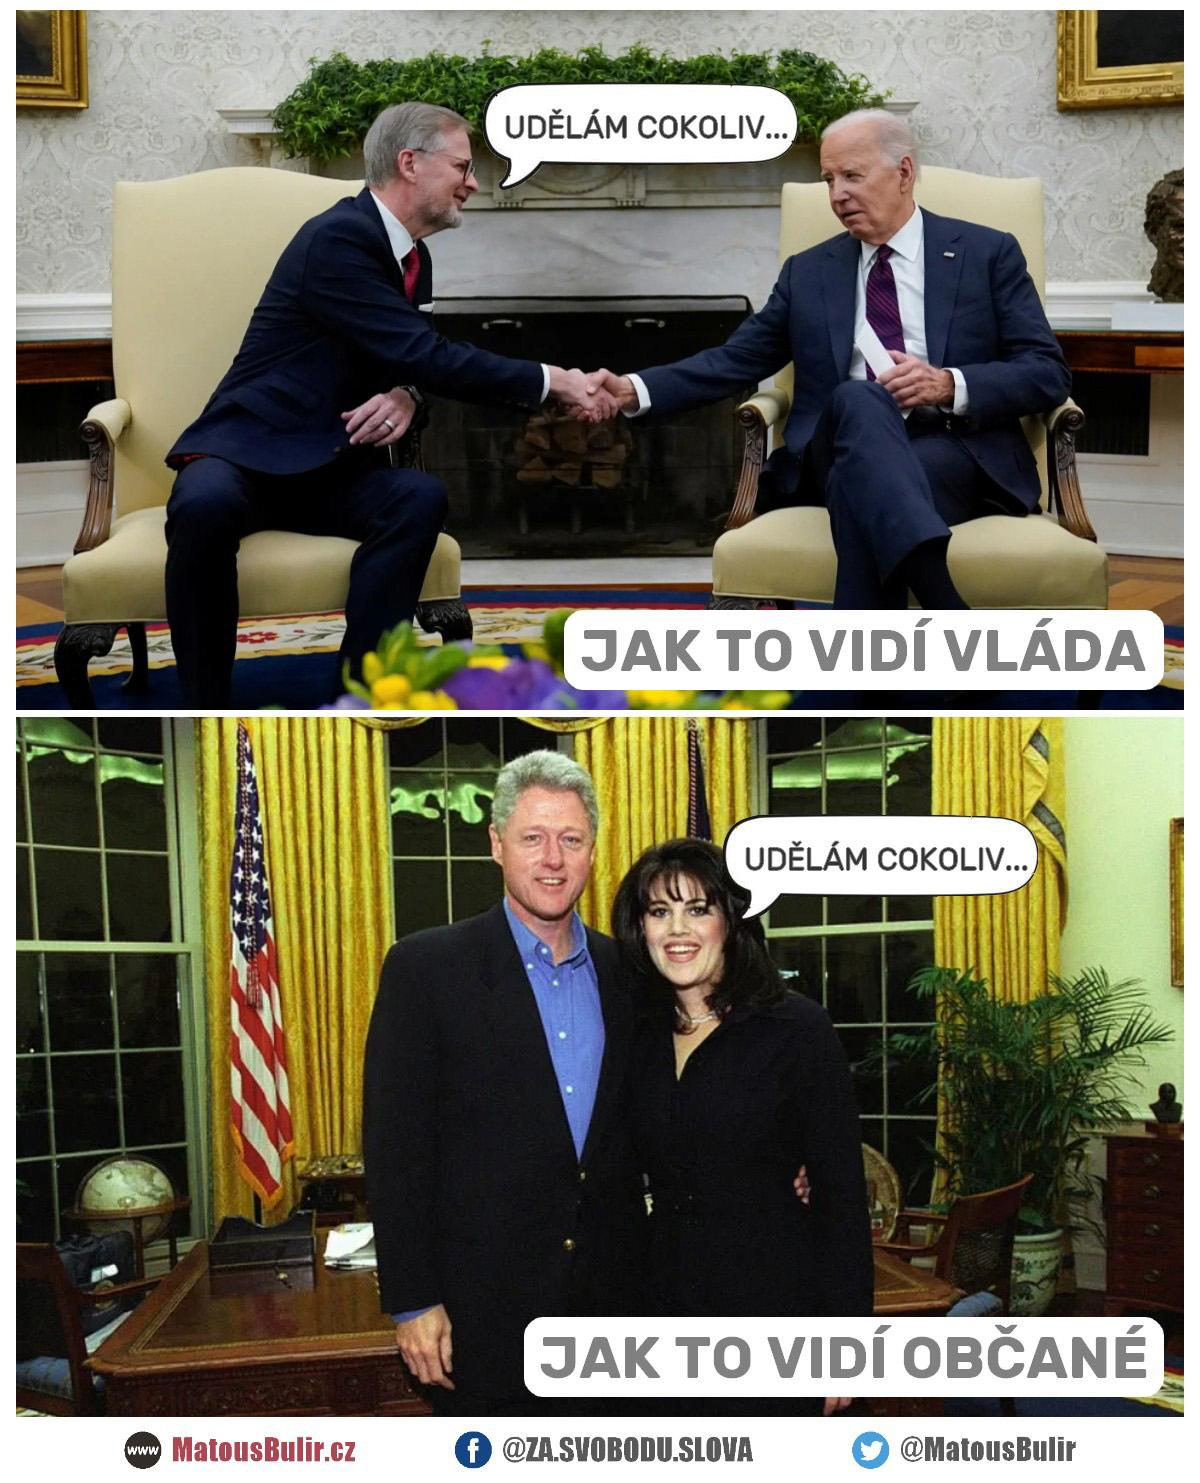 UDĚLÁM COKOLIV...
JAK TO VIDÍ VLÁDA
UDĚLÁM COKOLIV...
JAK TO VIDÍ OBČANÉ
www MatousBulir.cz f @ZA.SVOBODU.SLOVA @MatousBulir